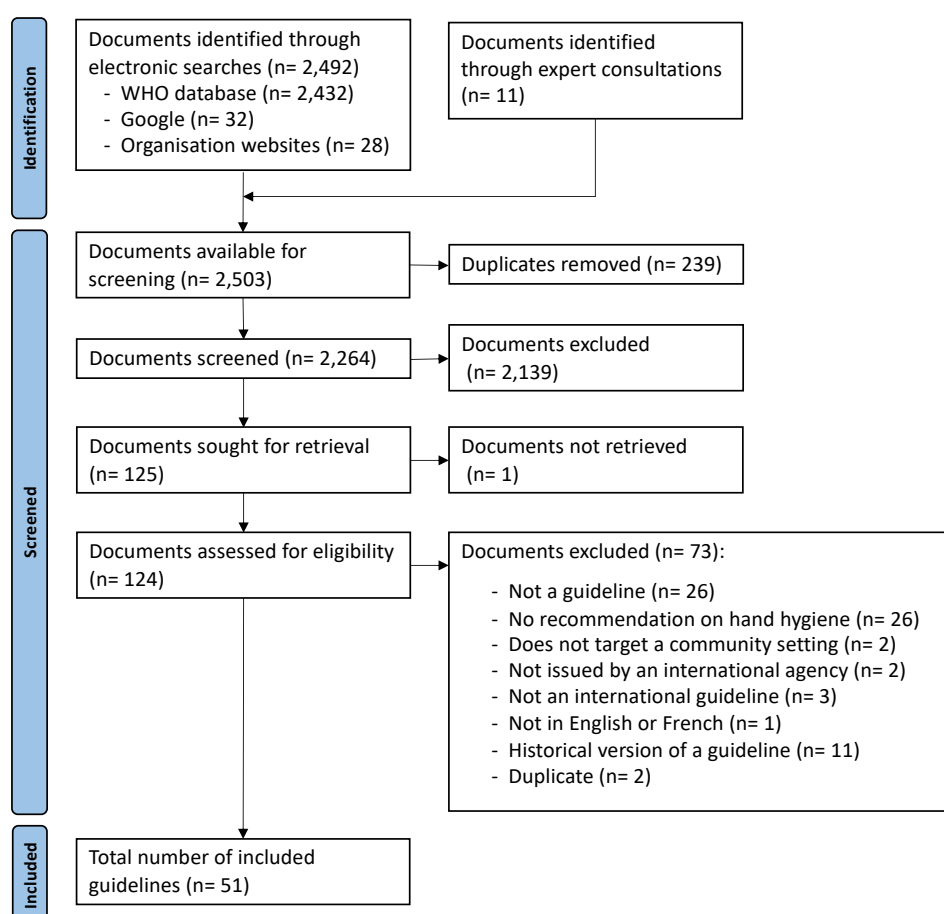 Identification
Documents identified through
electronic searches (n= 2,492)
- WHO database (n= 2,432)
- Google (n= 32)
- Organisation websites (n= 28)
Documents identified
through expert consultations
(n= 11)
Screened
Documents available for
screening (n= 2,503)
Duplicates removed (n= 239)
Documents screened (n= 2,264)
Documents excluded
(n= 2,139)
Documents sought for retrieval
(n= 125)
Documents not retrieved
(n= 1)
Documents assessed for eligibility
(n= 124)
Documents excluded (n= 73):
- Not a guideline (n= 26)
- No recommendation on hand hygiene (n= 26)
- Does not target a community setting (n= 2)
- Not issued by an international agency (n= 2)
- Not an international guideline (n= 3)
- Not in English or French (n= 1)
- Historical version of a guideline (n= 11)
- Duplicate (n= 2)
Included
Total number of included
guidelines (n= 51)